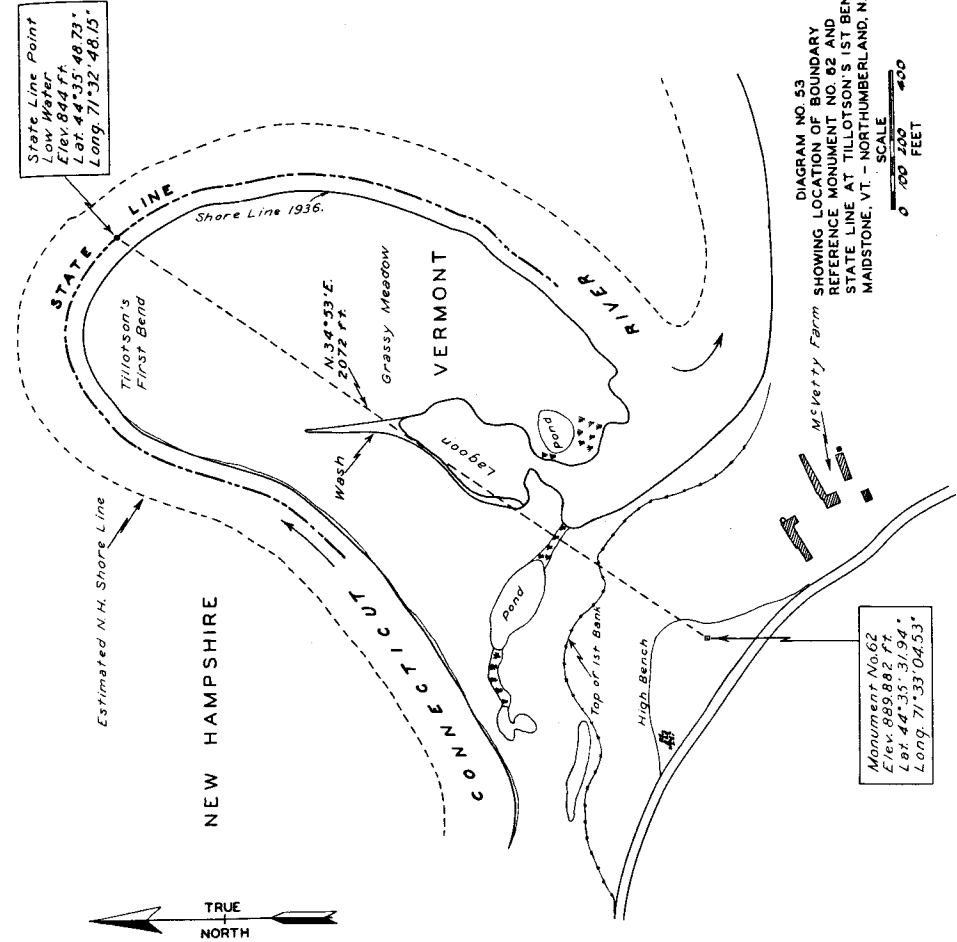 State Line Point
Low Water
Elev. 844 ft.
Lat. 44°35'48.73"
Long. 71°32'48.15"
STATE LINE
Shore Line 1936.
Tillotson's
First Bend
Estimated N.H. Shore Line
N.34°53'E.
2072 ft.
Grassy Meadow
VERMONT
NEW HAMPSHIRE
Wash
Lagoon
Pond
CONNECTICUT
RIVER
Pond
Top of 1st Bank
High Bench
McVetty Farm
Monument No.62
Elev. 889.882 ft.
Lat. 44°35'31.94"
Long. 71°33'04.53"
TRUE
NORTH
DIAGRAM NO. 53
SHOWING LOCATION OF BOUNDARY
REFERENCE MONUMENT NO. 62 AND
STATE LINE AT TILLOTSON'S 1ST BEN
MAIDSTONE, VT. - NORTHUMBERLAND, N.
SCALE
0 100 200 400
FEET